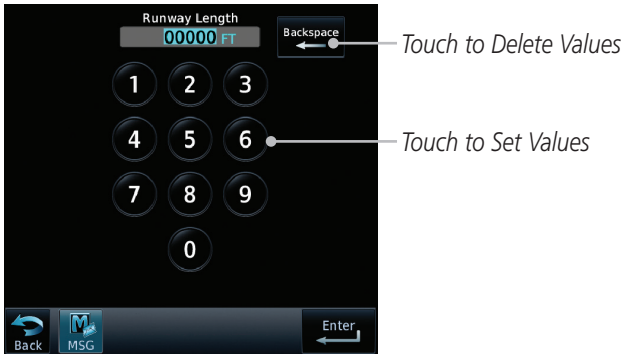 Runway Length
00000 FT
Backspace
Touch to Delete Values
1 2 3
4 5 6
Touch to Set Values
7 8 9
0
Back
MSG
Enter